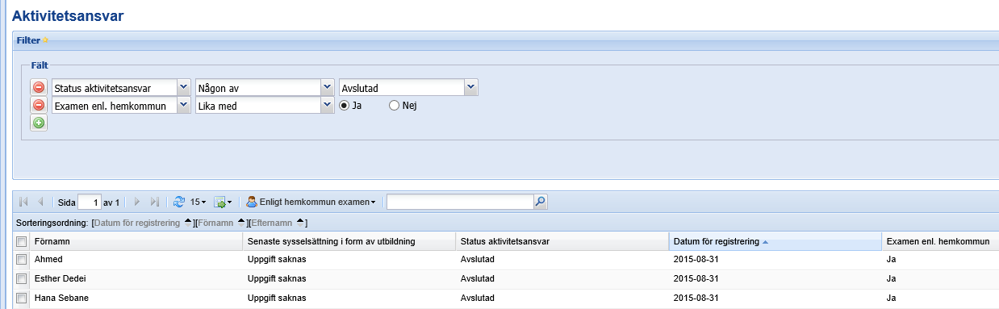 Aktivitetsansvar
Filter
Fält
Status aktivitetsansvar Någon av Avslutad
Examen enl. hemkommun Lika med Ja Nej
Sida 1 av 1 15 Enligt hemkommun examen
Sorteringsordning: [Datum för registrering ][Förnamn ][Efternamn ]
Förnamn Senaste sysselsättning i form av utbildning Status aktivitetsansvar Datum för registrering Examen enl. hemkommun
Ahmed Uppgift saknas Avslutad 2015-08-31 Ja
Esther Dedei Uppgift saknas Avslutad 2015-08-31 Ja
Hana Sebane Uppgift saknas Avslutad 2015-08-31 Ja